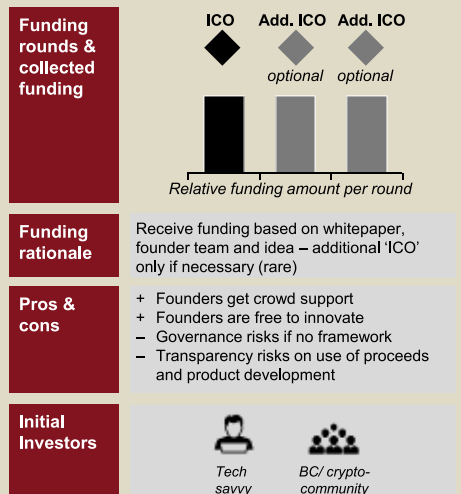 Funding
rounds &
collected
funding
ICO Add. ICO Add. ICO
optional optional
Relative funding amount per round
Funding
rationale
Receive funding based on whitepaper,
founder team and idea – additional ‘ICO’
only if necessary (rare)
Pros &
cons
+ Founders get crowd support
+ Founders are free to innovate
– Governance risks if no framework
– Transparency risks on use of proceeds
and product development
Initial
Investors
Tech
savvy
BC/ crypto-
community